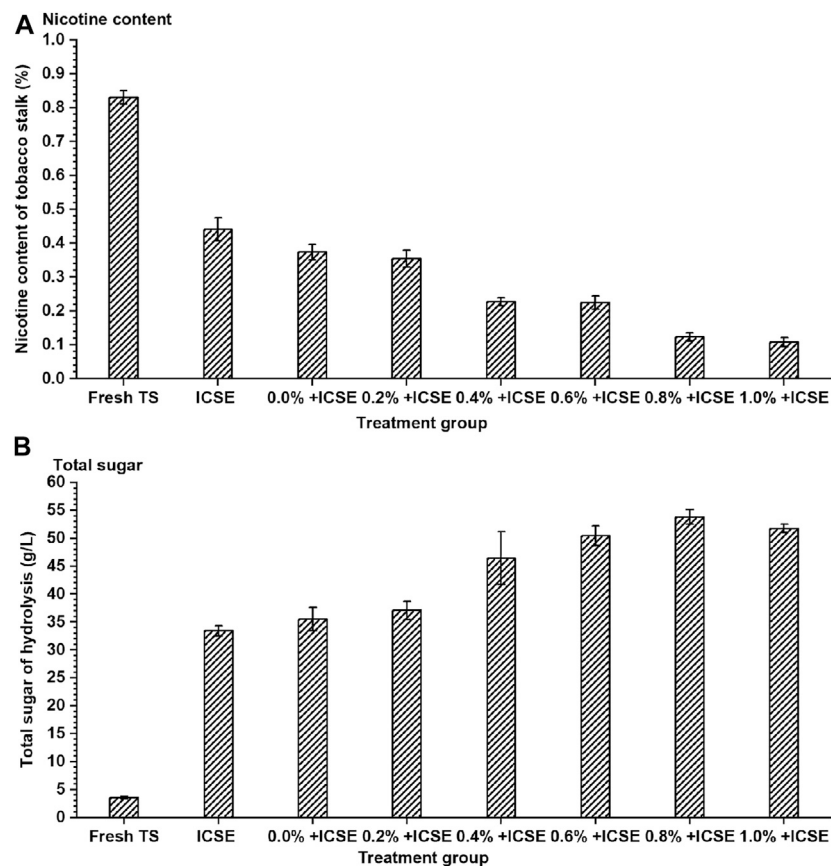 A
Nicotine content
Nicotine content of tobacco stalk (%)
1.0
0.9
0.8
0.7
0.6
0.5
0.4
0.3
0.2
0.1
0.0
Fresh TS ICSE 0.0% +ICSE 0.2% +ICSE 0.4% +ICSE 0.6% +ICSE 0.8% +ICSE 1.0% +ICSE
Treatment group
B
Total sugar
Total sugar of hydrolysis (g/L)
60
55
50
45
40
35
30
25
20
15
10
5
0
Fresh TS ICSE 0.0% +ICSE 0.2% +ICSE 0.4% +ICSE 0.6% +ICSE 0.8% +ICSE 1.0% +ICSE
Treatment group